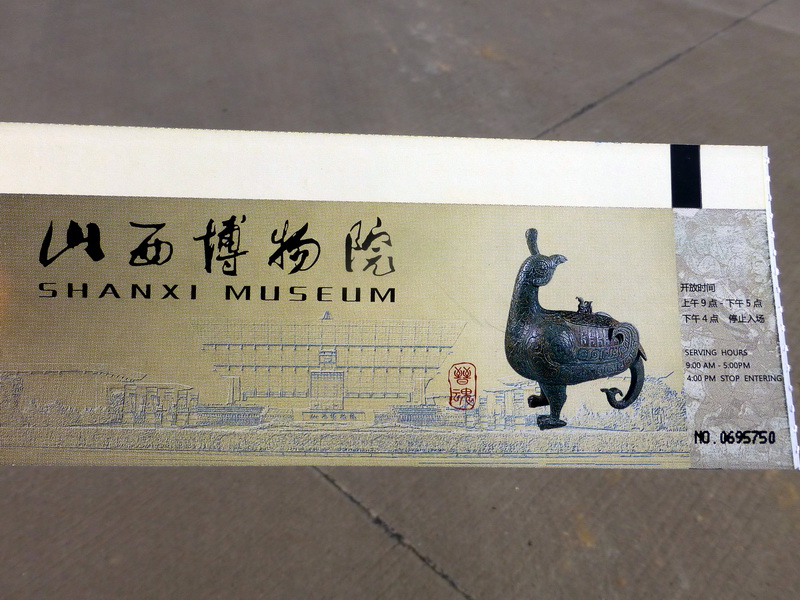 山西博物院
SHANXI MUSEUM
晋魂
开放时间
上午9点-下午5点
下午4点 停止入场
SERVING HOURS
9:00 AM - 5:00PM
4:00 PM STOP ENTERING
NO.0695750